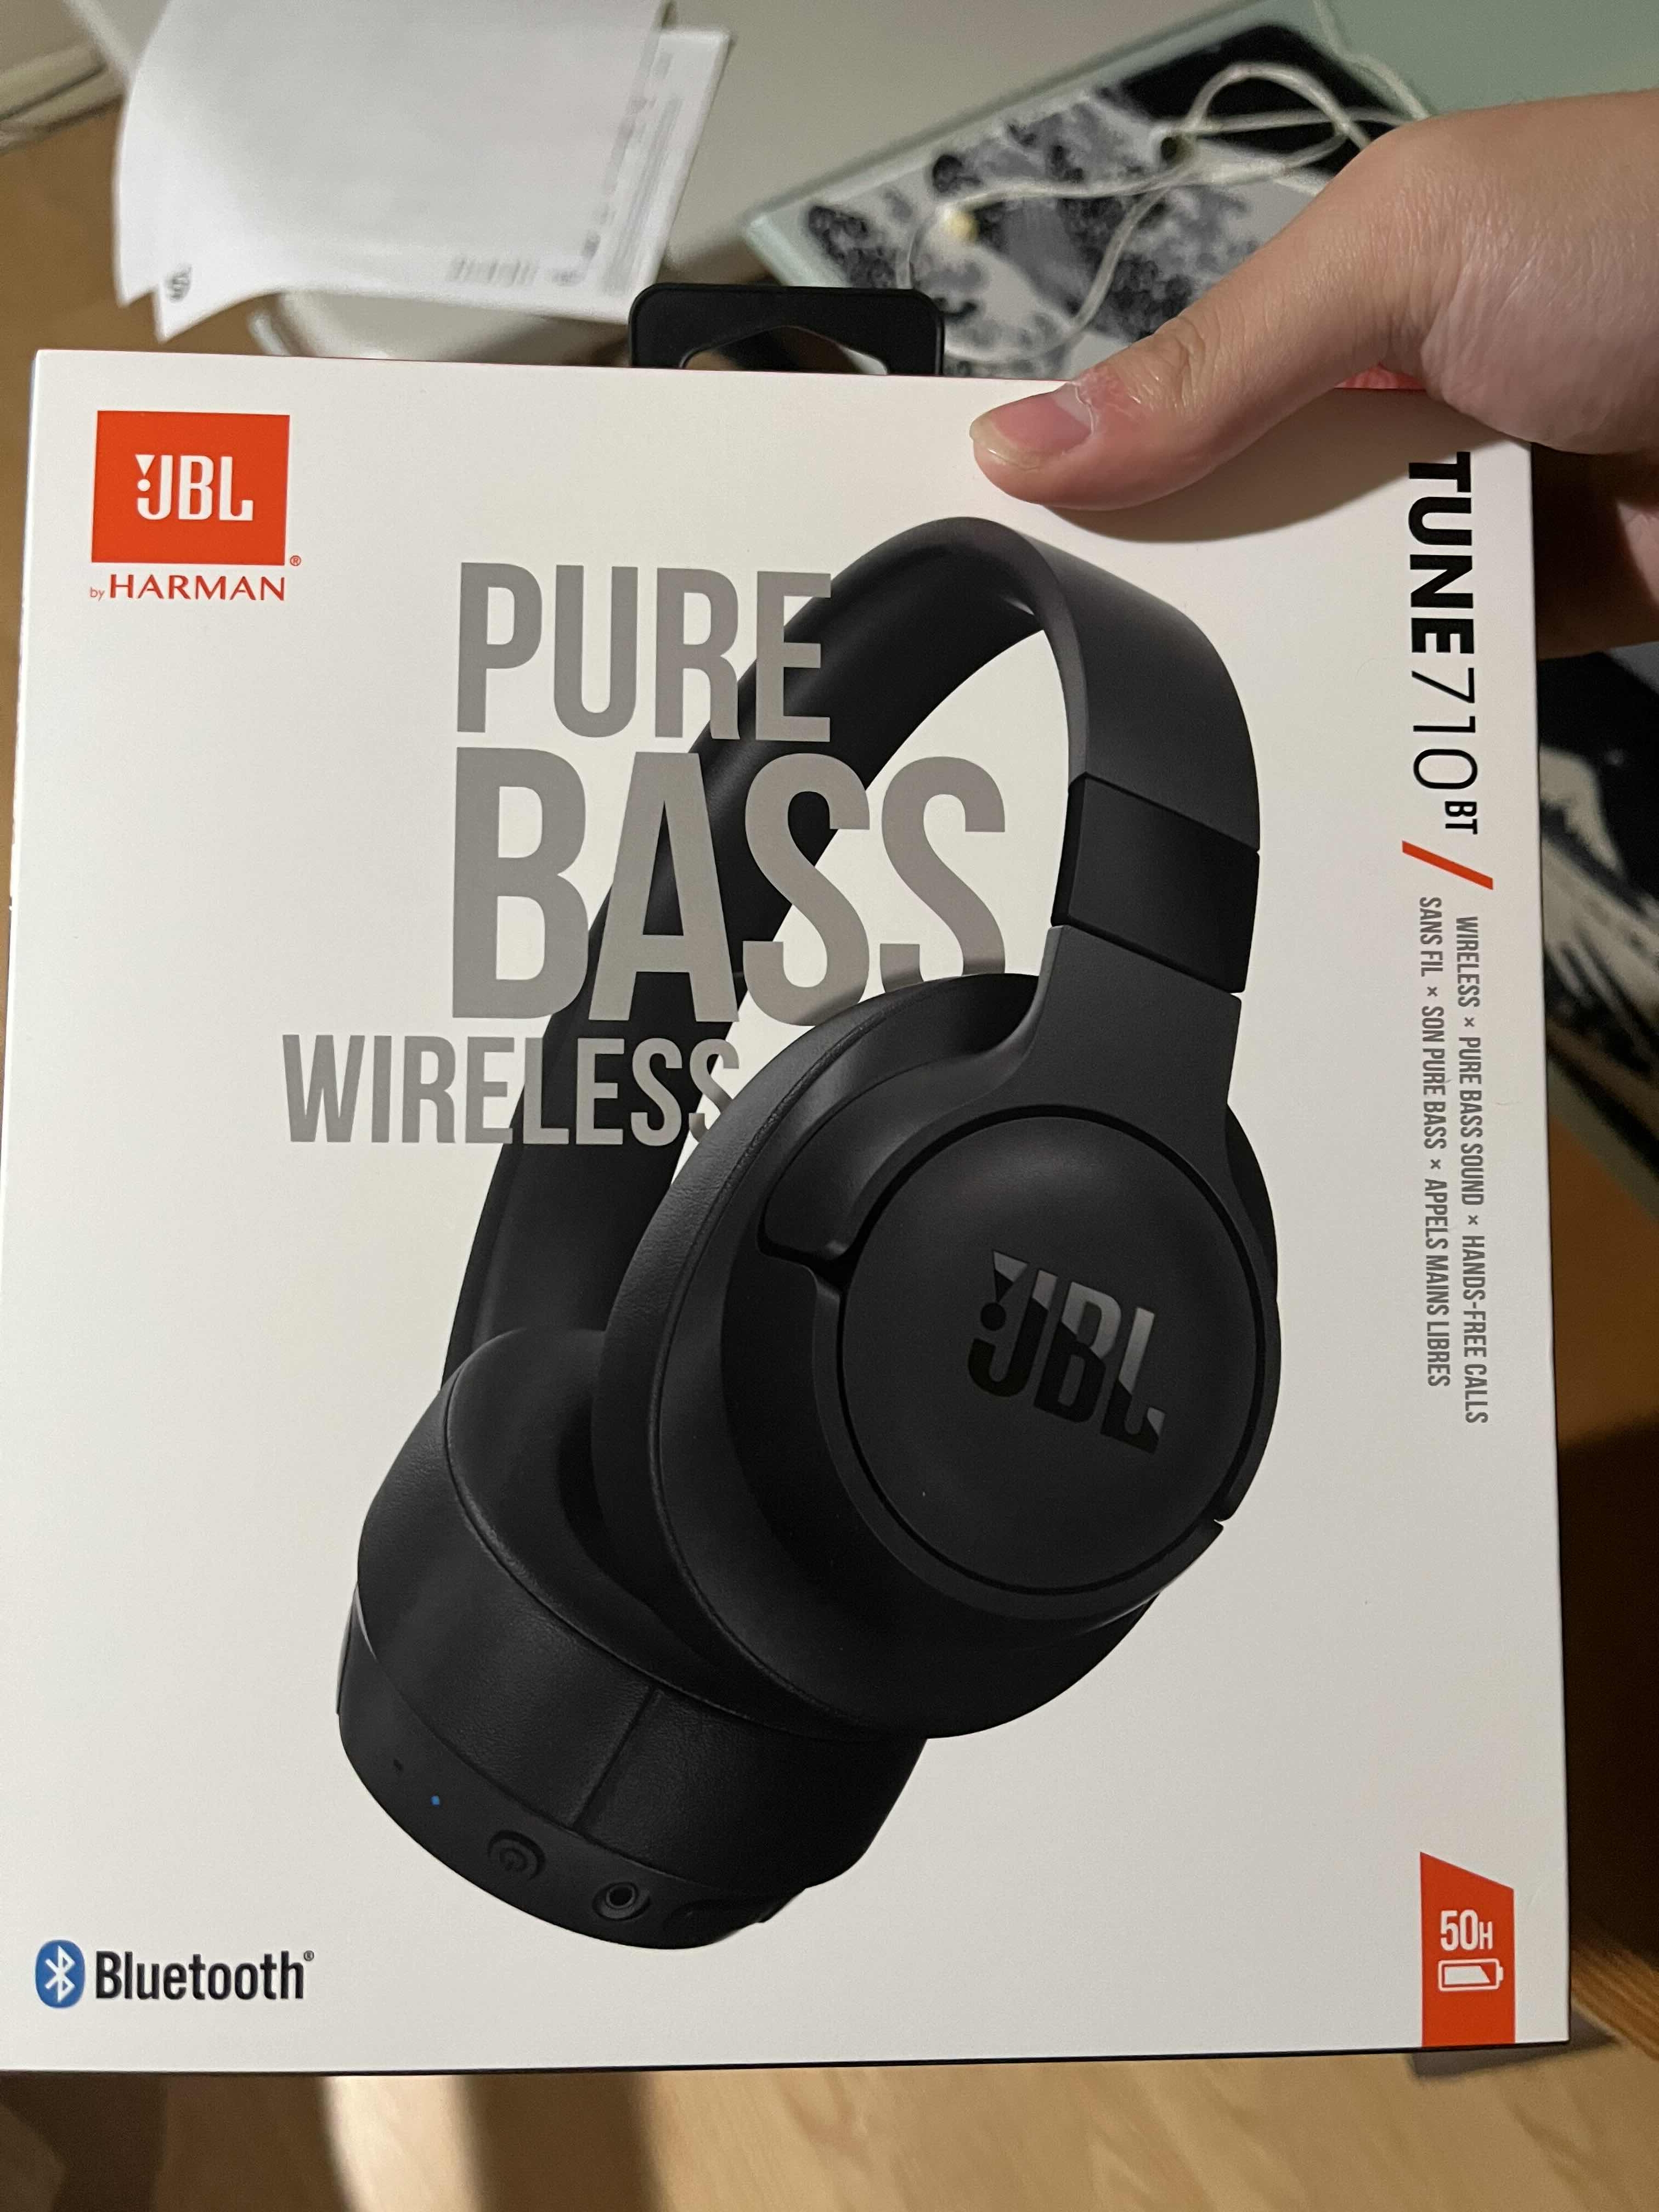 JBL
®
by HARMAN
PURE
BASS
WIRELESS
TUNE710BT
WIRELESS × PURE BASS SOUND × HANDS-FREE CALLS
SANS FIL × SON PURE BASS × APPELS MAINS LIBRES
JBL
50H
Bluetooth®